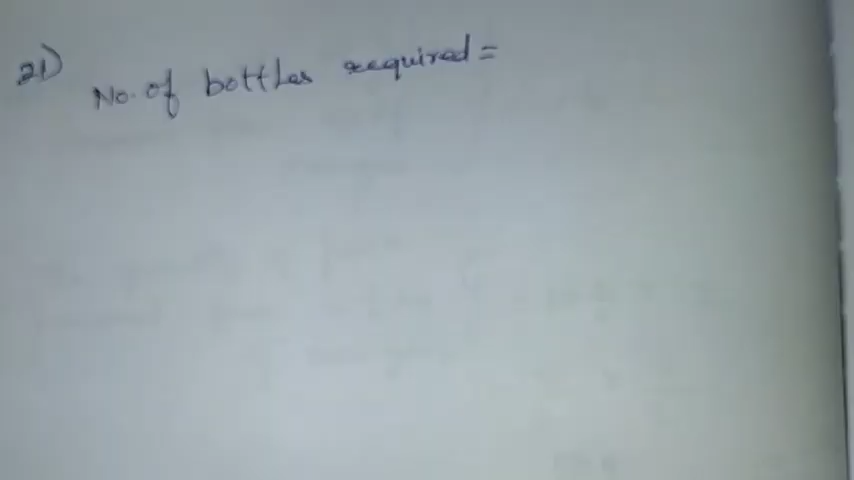 21) No. of bottles required =